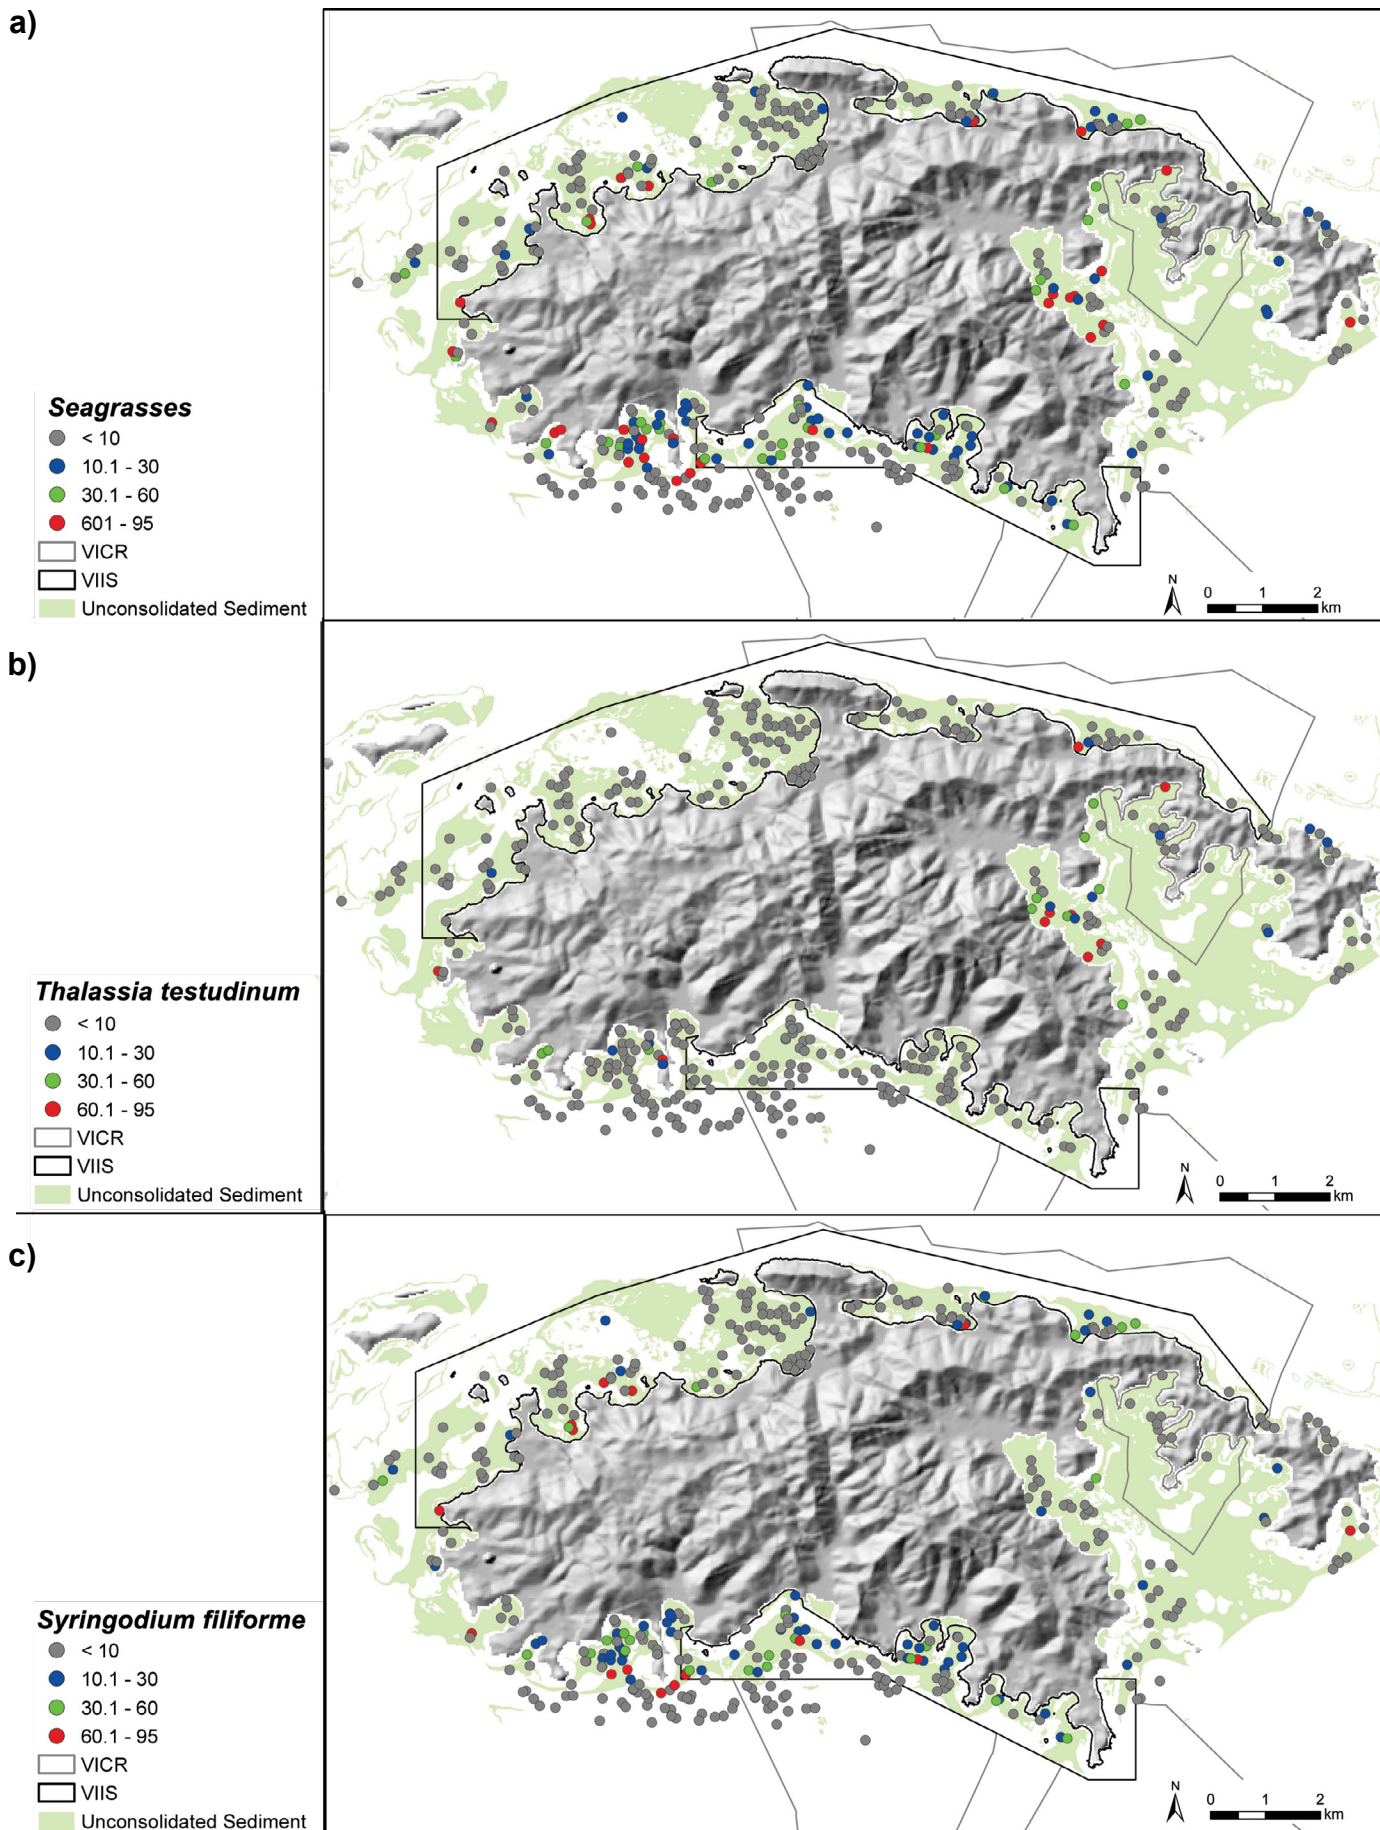 a)
Seagrasses
< 10
10.1 - 30
30.1 - 60
601 - 95
VICR
VIIS
Unconsolidated Sediment
N
0 1 2
km
b)
Thalassia testudinum
< 10
10.1 - 30
30.1 - 60
60.1 - 95
VICR
VIIS
Unconsolidated Sediment
N
0 1 2
km
c)
Syringodium filiforme
< 10
10.1 - 30
30.1 - 60
60.1 - 95
VICR
VIIS
Unconsolidated Sediment
N
0 1 2
km